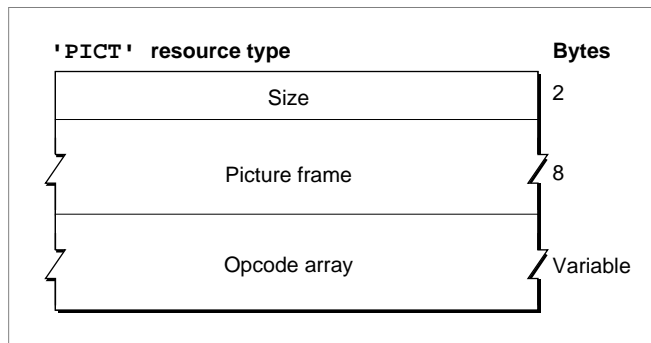 'PICT' resource type Bytes
Size 2
Picture frame 8
Opcode array Variable